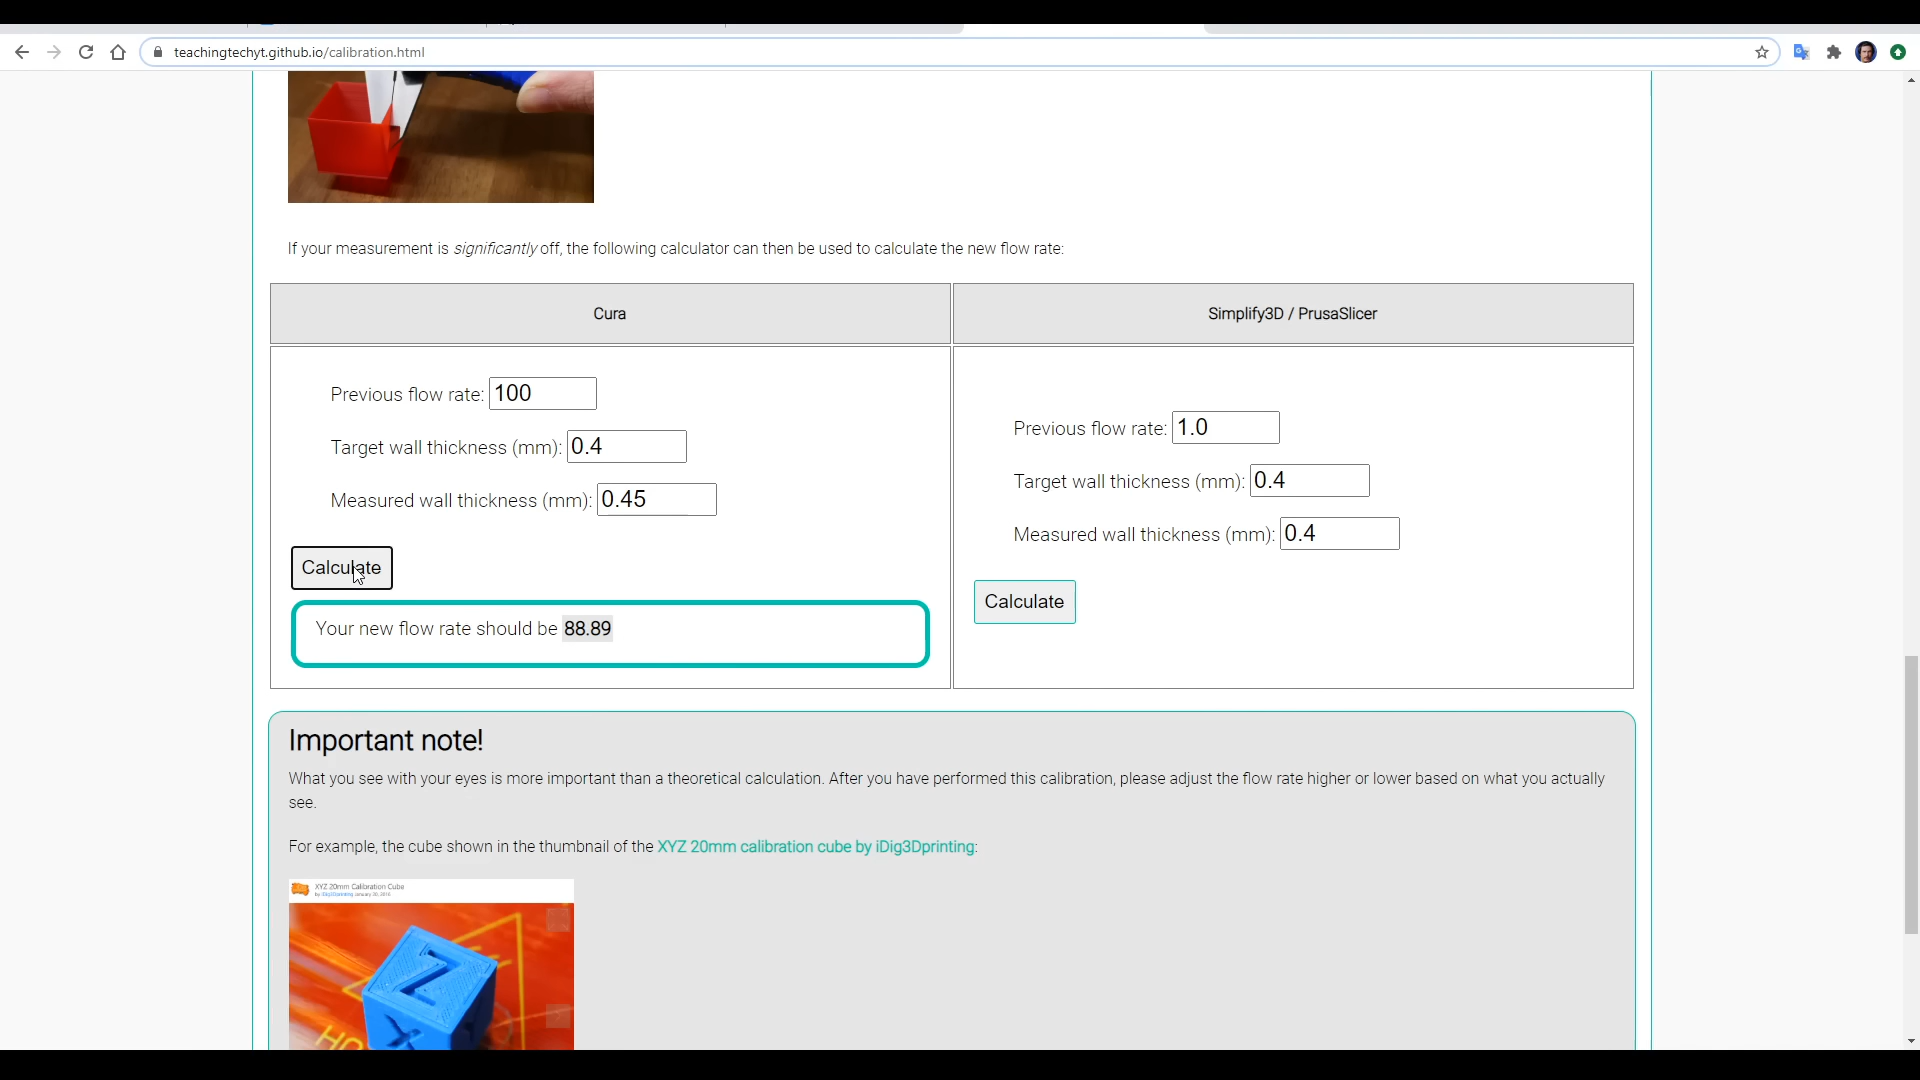 teachingtechyt.github.io/calibration.html
If your measurement is significantly off, the following calculator can then be used to calculate the new flow rate:
Cura
Simplify3D / PrusaSlicer
Previous flow rate: 100
Target wall thickness (mm): 0.4
Measured wall thickness (mm): 0.45
Calculate
Your new flow rate should be 88.89
Previous flow rate: 1.0
Target wall thickness (mm): 0.4
Measured wall thickness (mm): 0.4
Calculate
Important note!
What you see with your eyes is more important than a theoretical calculation. After you have performed this calibration, please adjust the flow rate higher or lower based on what you actually
see.
For example, the cube shown in the thumbnail of the XYZ 20mm calibration cube by iDig3Dprinting:
XYZ 20mm Calibration Cube
by iDig3Dprinting January 30, 2016
Z
X
HO